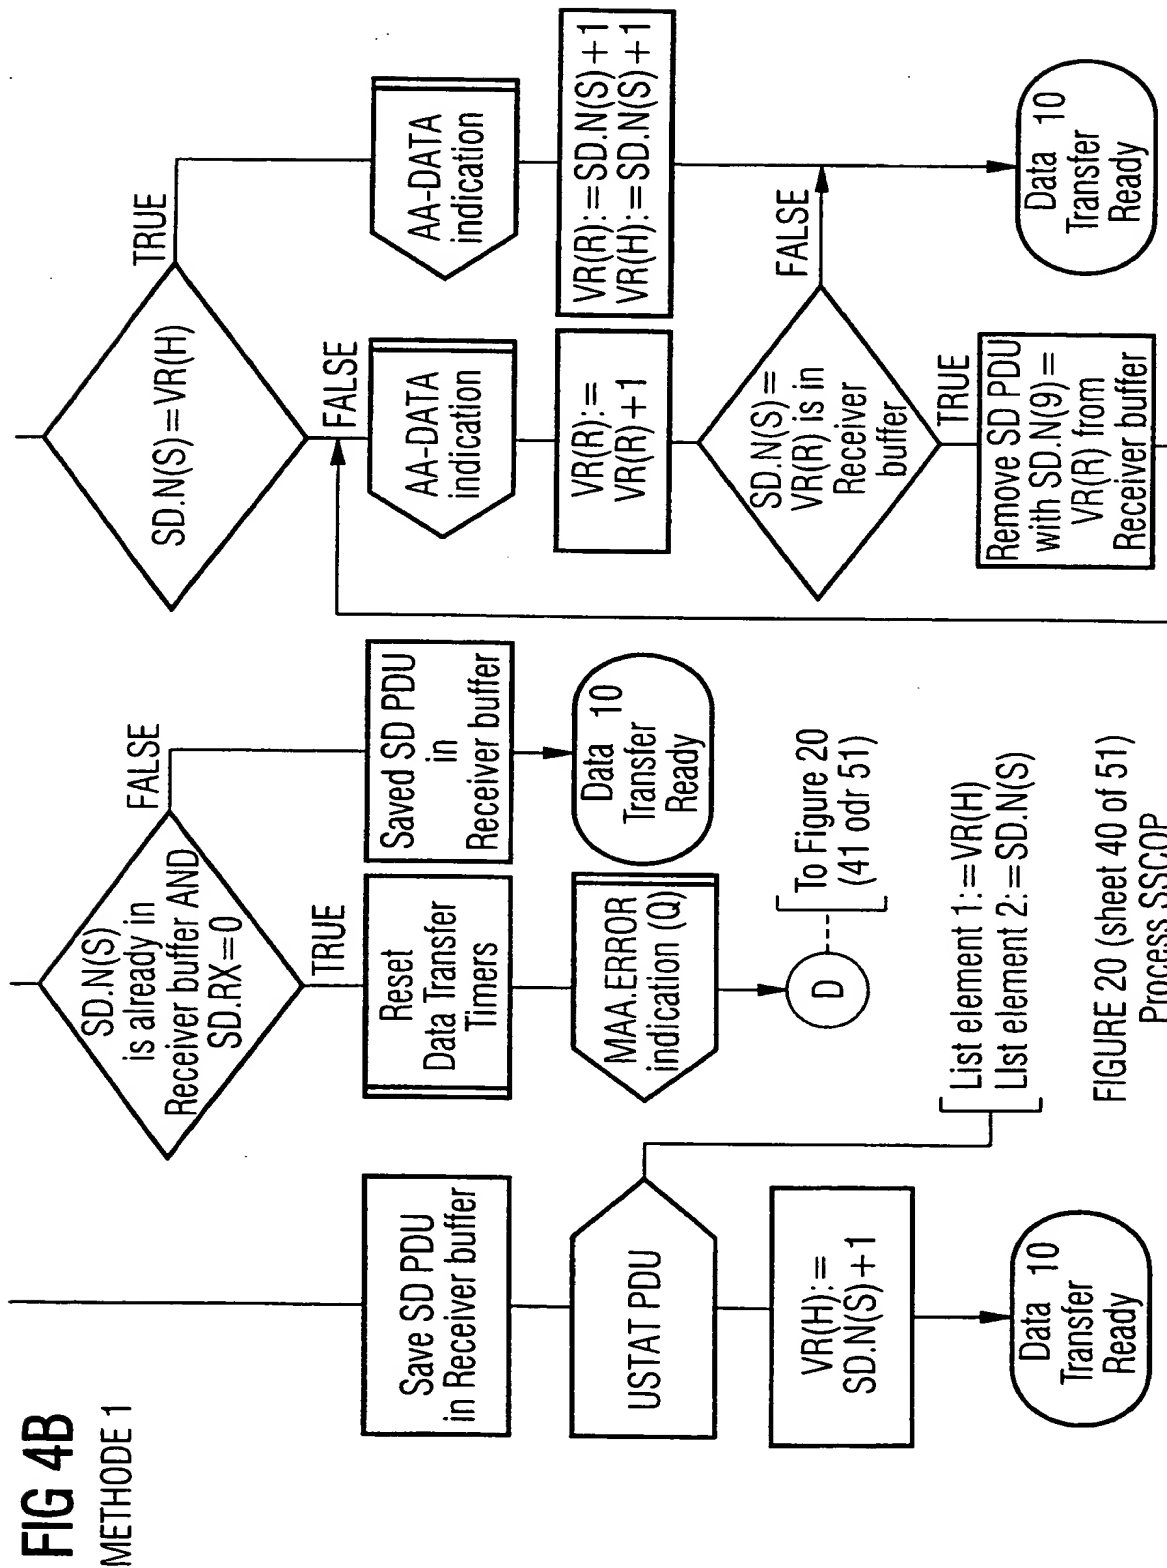 FIG 4B
METHODE 1
Save SD PDU
in Receiver buffer
USTAT PDU
VR(H):=
SD.N(S)+1
Data 10
Transfer
Ready
List element 1:=VR(H)
LIst element 2:=SD.N(S)
SD.N(S)
is already in
Receiver buffer AND
SD.RX=0
TRUE
FALSE
Reset
Data Transfer
Timers
Saved SD PDU
in
Receiver buffer
MAA.ERROR
indication (Q)
Data 10
Transfer
Ready
D
To Figure 20
(41 odr 51)
SD.N(S)=VR(H)
TRUE
FALSE
AA-DATA
indication
AA-DATA
indication
VR(R):=
VR(R)+1
VR(R):=SD.N(S)+1
VR(H):=SD.N(S)+1
SD.N(S)=
VR(R) is in
Receiver
buffer
FALSE
TRUE
Remove SD PDU
with SD.N(9)=
VR(R) from
Receiver buffer
Data 10
Transfer
Ready
FIGURE 20 (sheet 40 of 51)
Process SSCOP